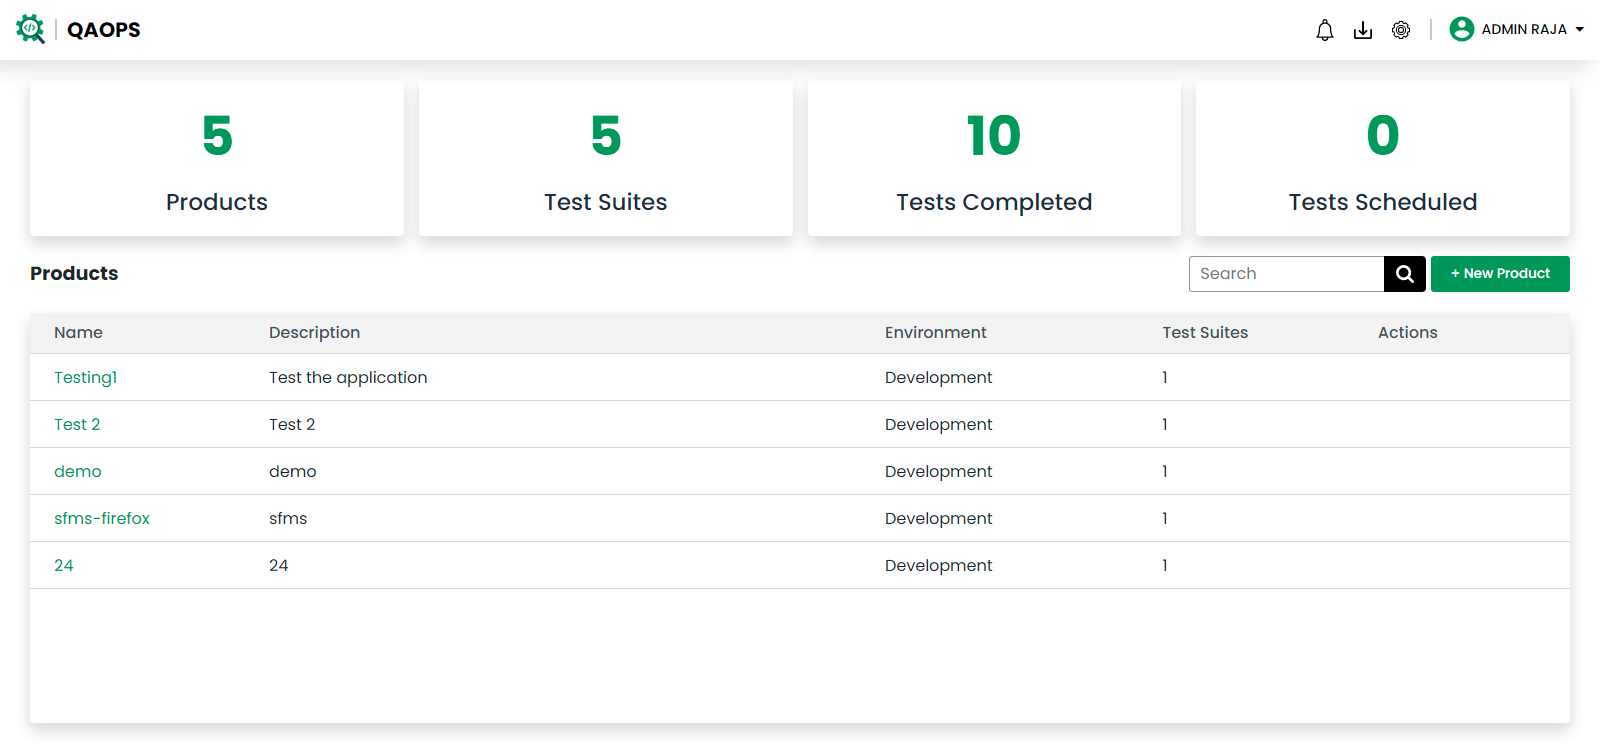 QAOPS
ADMIN RAJA
5
Products
5
Test Suites
10
Tests Completed
0
Tests Scheduled
Products
Search
+ New Product
Name Description Environment Test Suites Actions
Testing1 Test the application Development 1
Test 2 Test 2 Development 1
demo demo Development 1
sfms-firefox sfms Development 1
24 24 Development 1